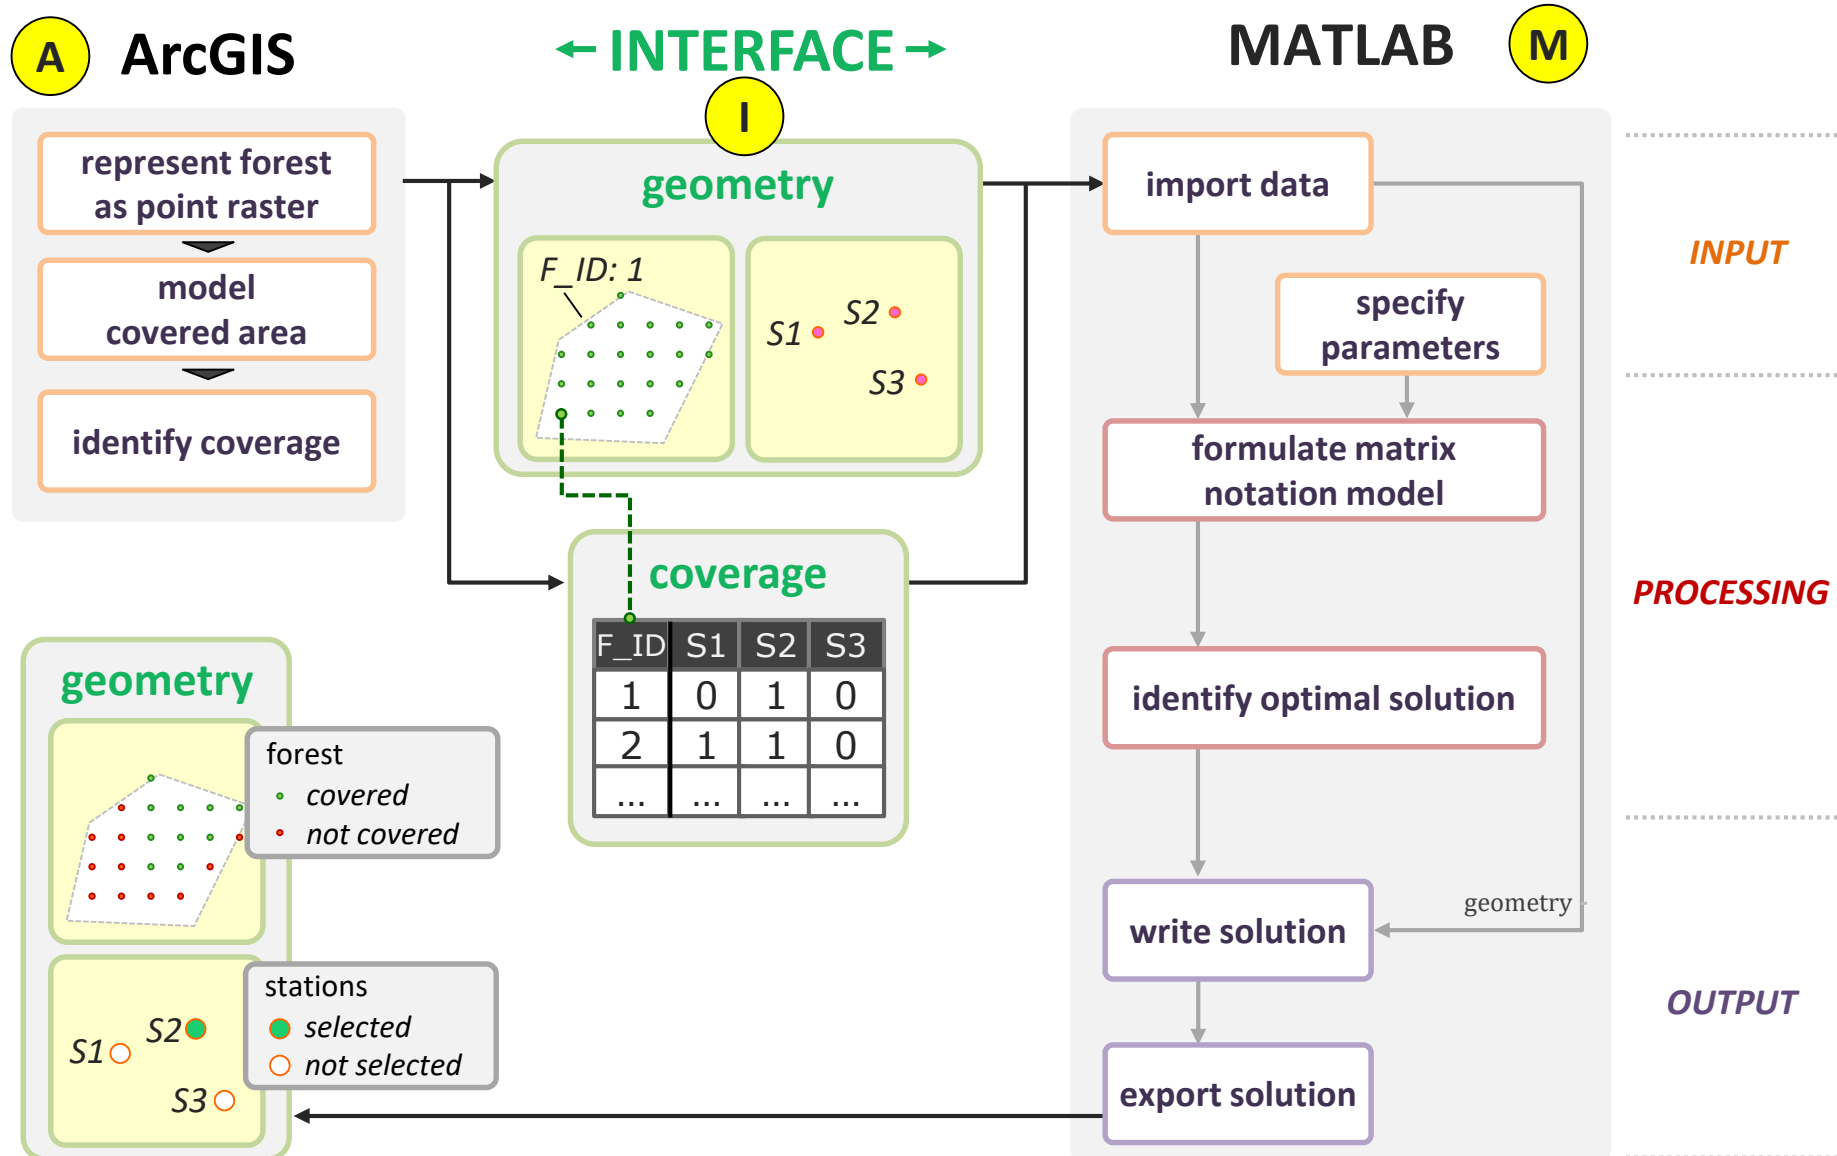 A ArcGIS
INTERFACE
I
MATLAB M
represent forest
as point raster
model
covered area
identify coverage
geometry
F_ID: 1
S1
S2
S3
coverage
F_ID S1 S2 S3
1 0 1 0
2 1 1 0
... ... ... ...
import data
specify
parameters
formulate matrix
notation model
identify optimal solution
write solution
geometry
export solution
INPUT
PROCESSING
OUTPUT
geometry
forest
covered
not covered
stations
selected
not selected
S1
S2
S3